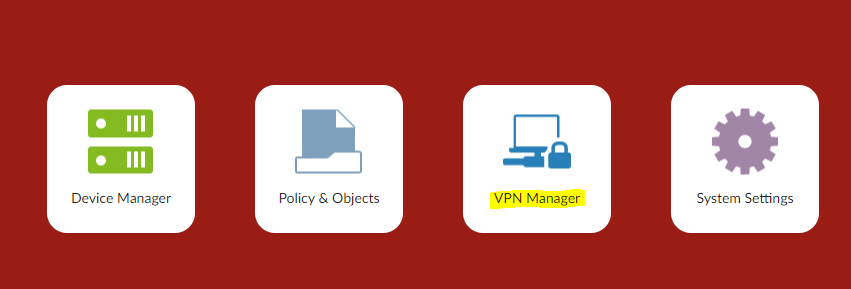 Device Manager
Policy & Objects
VPN Manager
System Settings